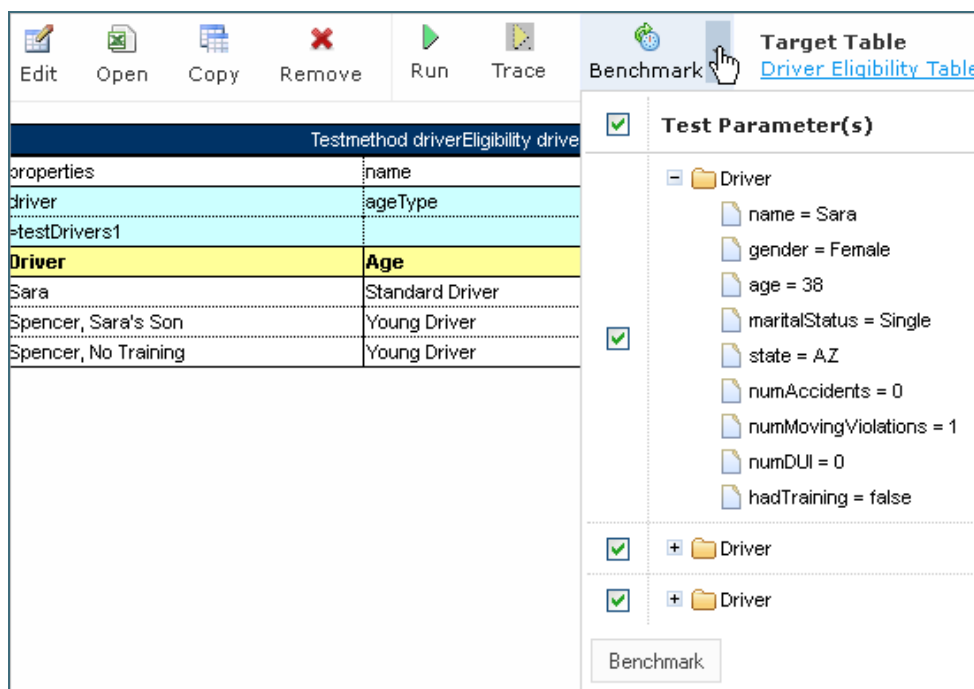 Edit Open Copy Remove Run Trace Benchmark
Target Table
Driver Eligibility Table
Testmethod driverEligibility drive
properties name
driver ageType
=testDrivers1
Driver Age
Sara Standard Driver
Spencer, Sara's Son Young Driver
Spencer, No Training Young Driver
Test Parameter(s)
Driver
name = Sara
gender = Female
age = 38
maritalStatus = Single
state = AZ
numAccidents = 0
numMovingViolations = 1
numDUI = 0
hadTraining = false
Driver
Driver
Benchmark